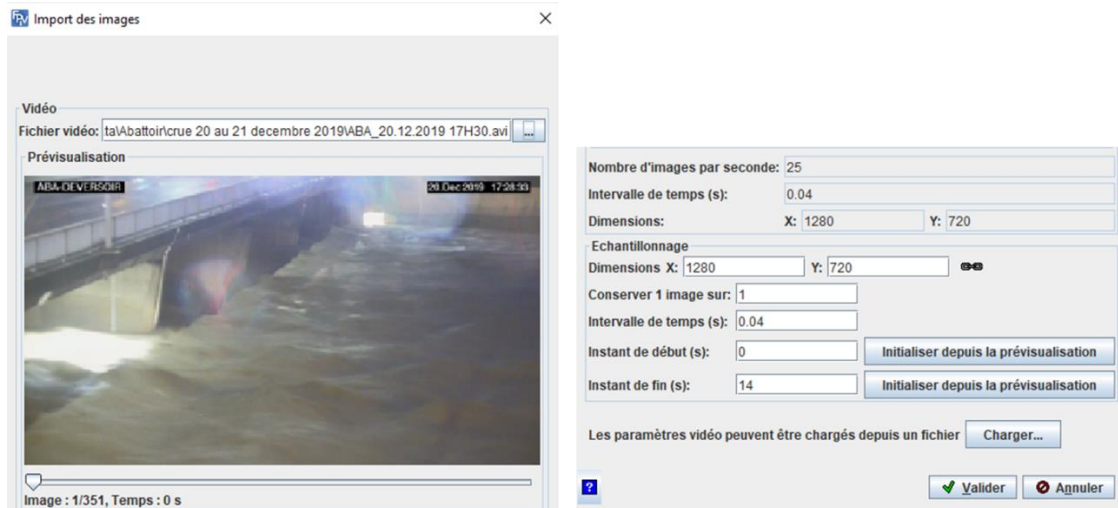 Import des images
Vidéo
Fichier vidéo: ta\Abattoir\crue 20 au 21 decembre 2019\ABA_20.12.2019 17H30.avi ...
Prévisualisation
ABA-DEVERSOIR 20.Dec 2019 17:28:33
Image : 1/351, Temps : 0 s
Nombre d'images par seconde: 25
Intervalle de temps (s): 0.04
Dimensions: X: 1280 Y: 720
Echantillonnage
Dimensions X: 1280 Y: 720
Conserver 1 image sur: 1
Intervalle de temps (s): 0.04
Instant de début (s): 0 Initialiser depuis la prévisualisation
Instant de fin (s): 14 Initialiser depuis la prévisualisation
Les paramètres vidéo peuvent être chargés depuis un fichier Charger...
? Valider Annuler